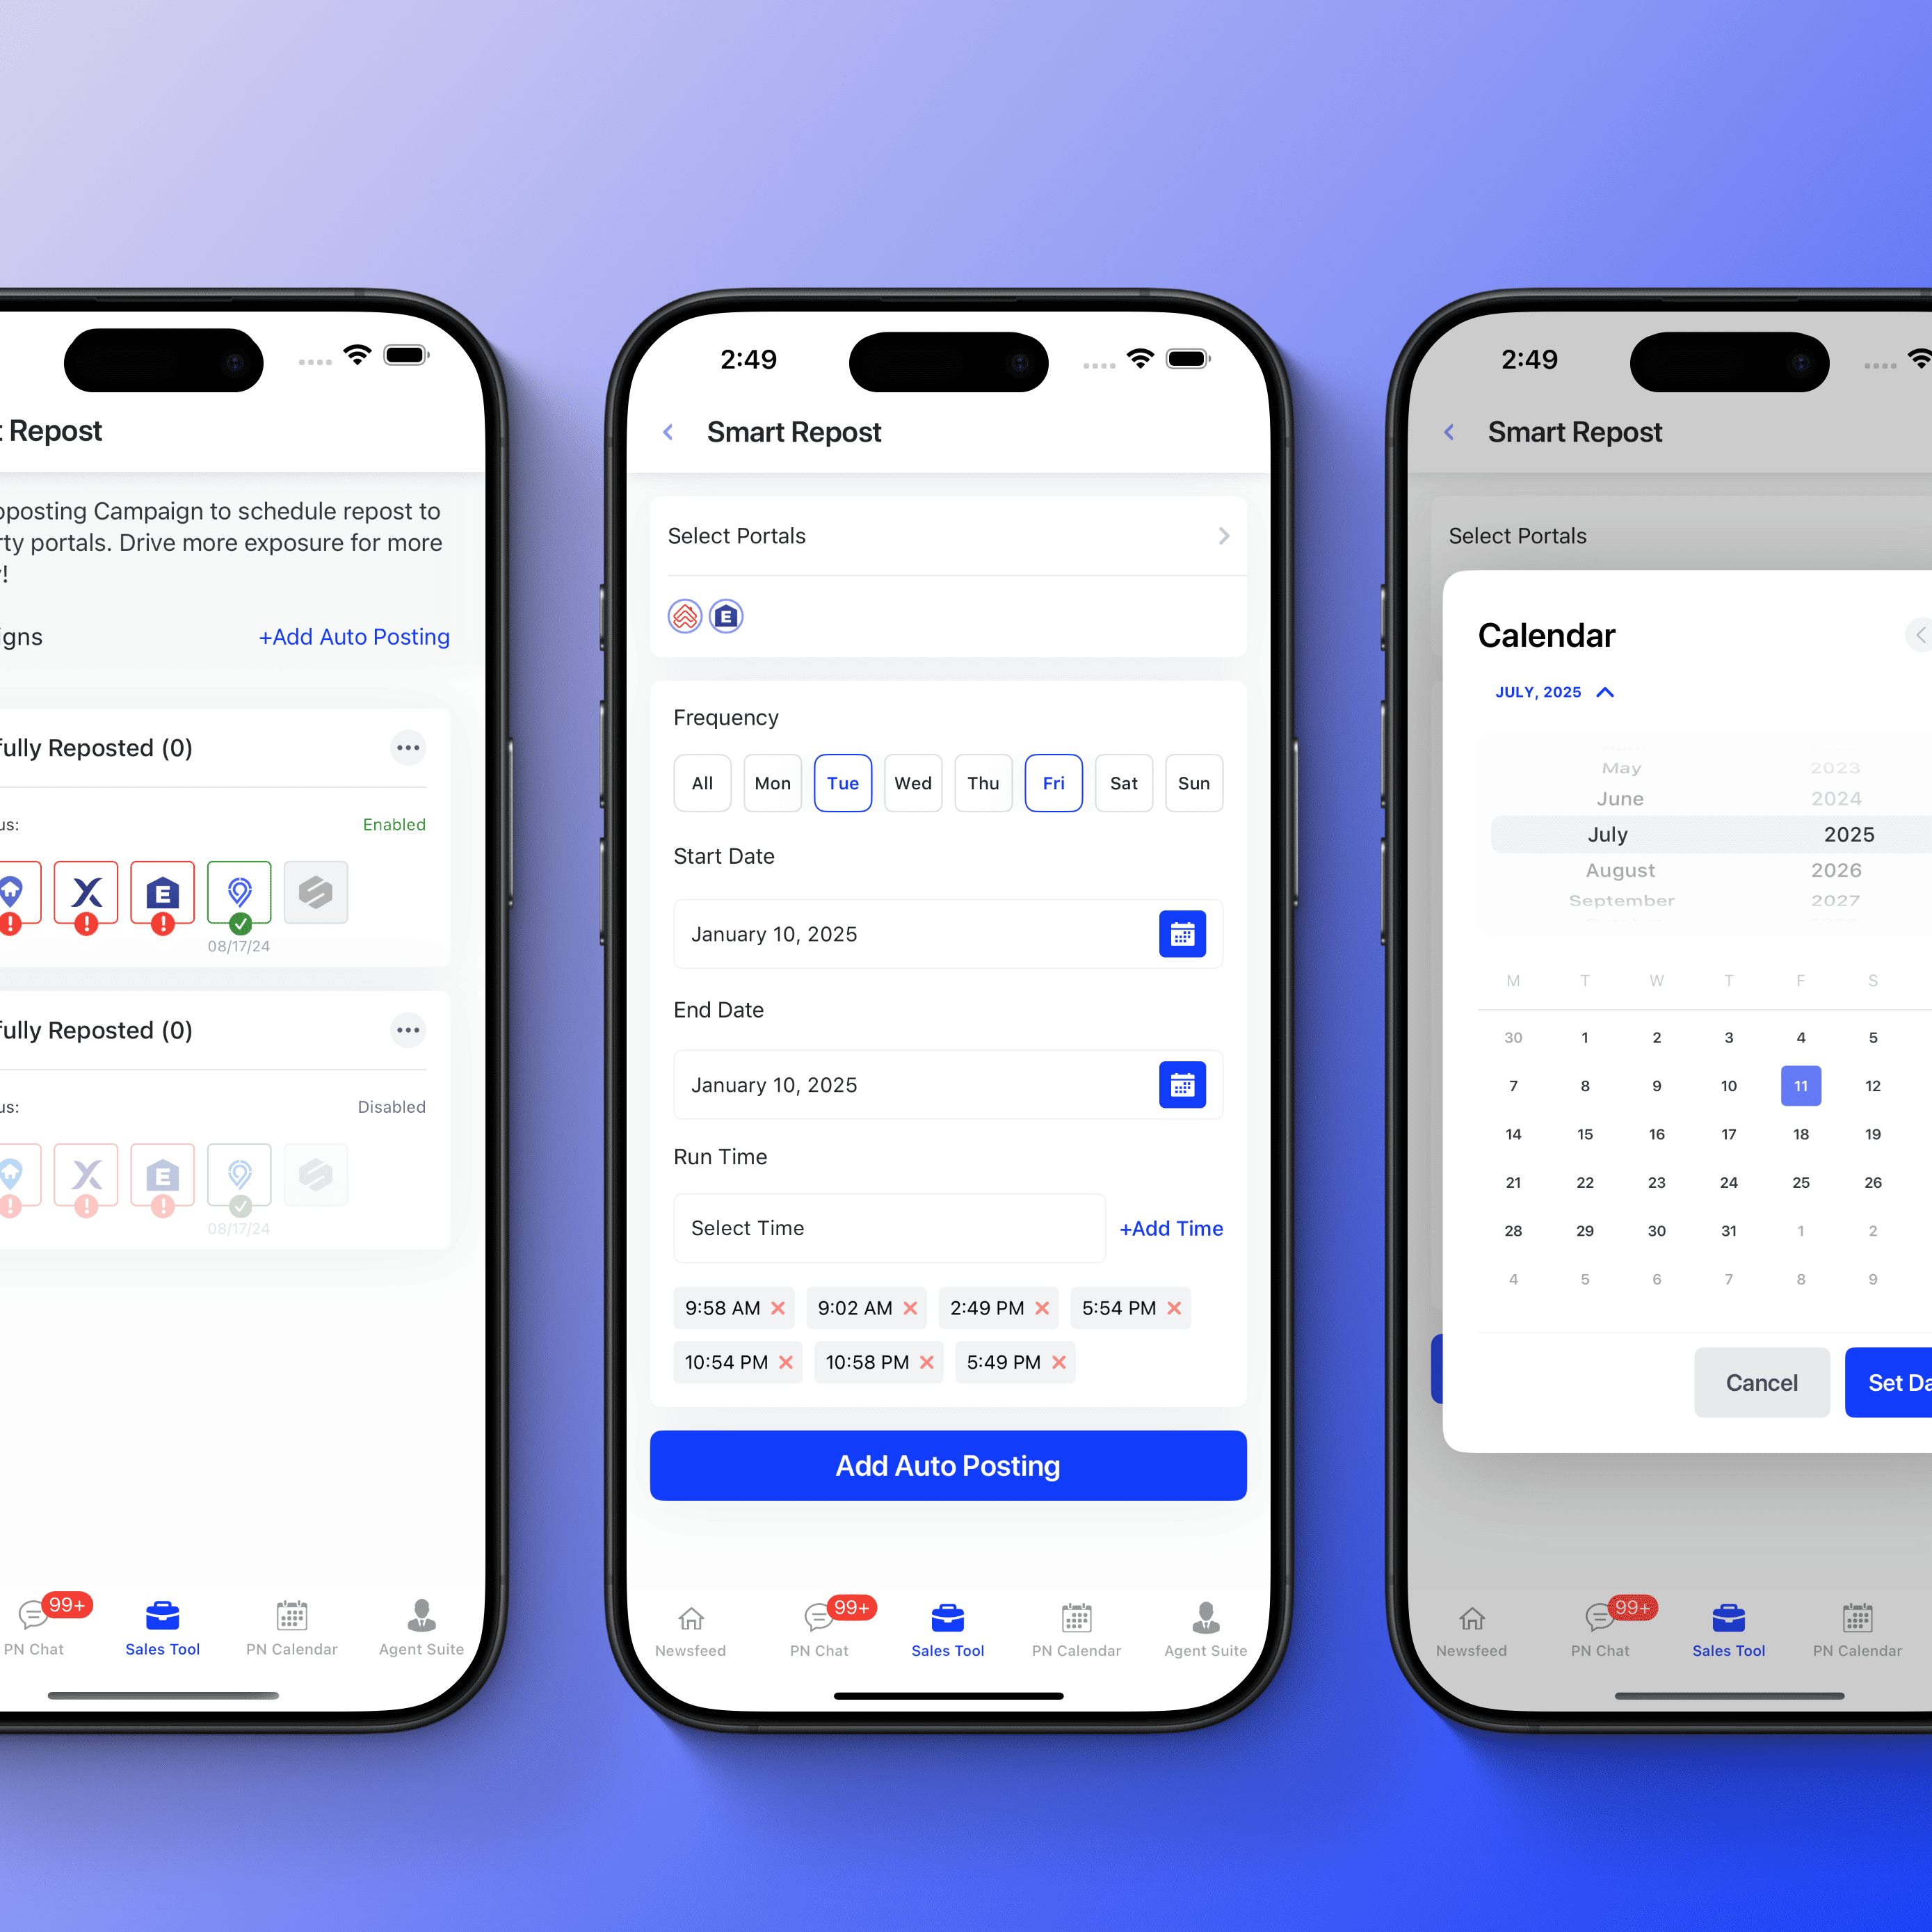 Repost
posting Campaign to schedule repost to
portals. Drive more exposure for more
!
+Add Auto Posting
Reposted (0)
Enabled
X
E
08/17/24
Reposted (0)
Disabled
X
E
08/17/24
99+
PN Chat
Sales Tool
PN Calendar
Agent Suite
2:49
Smart Repost
Select Portals
E
Frequency
All Mon Tue Wed Thu Fri Sat Sun
Start Date
January 10, 2025
End Date
January 10, 2025
Run Time
Select Time
+Add Time
9:58 AM 9:02 AM 2:49 PM 5:54 PM
10:54 PM 10:58 PM 5:49 PM
Add Auto Posting
99+
Newsfeed
PN Chat
Sales Tool
PN Calendar
Agent Suite
2:49
Smart Repost
Select Portals
Calendar
JULY, 2025
May 2023
June 2024
July 2025
August 2026
September 2027
M T W T F S
30 1 2 3 4 5
7 8 9 10 11 12
14 15 16 17 18 19
21 22 23 24 25 26
28 29 30 31 1 2
4 5 6 7 8 9
Cancel
Set
99+
Newsfeed
PN Chat
Sales Tool
PN Calendar